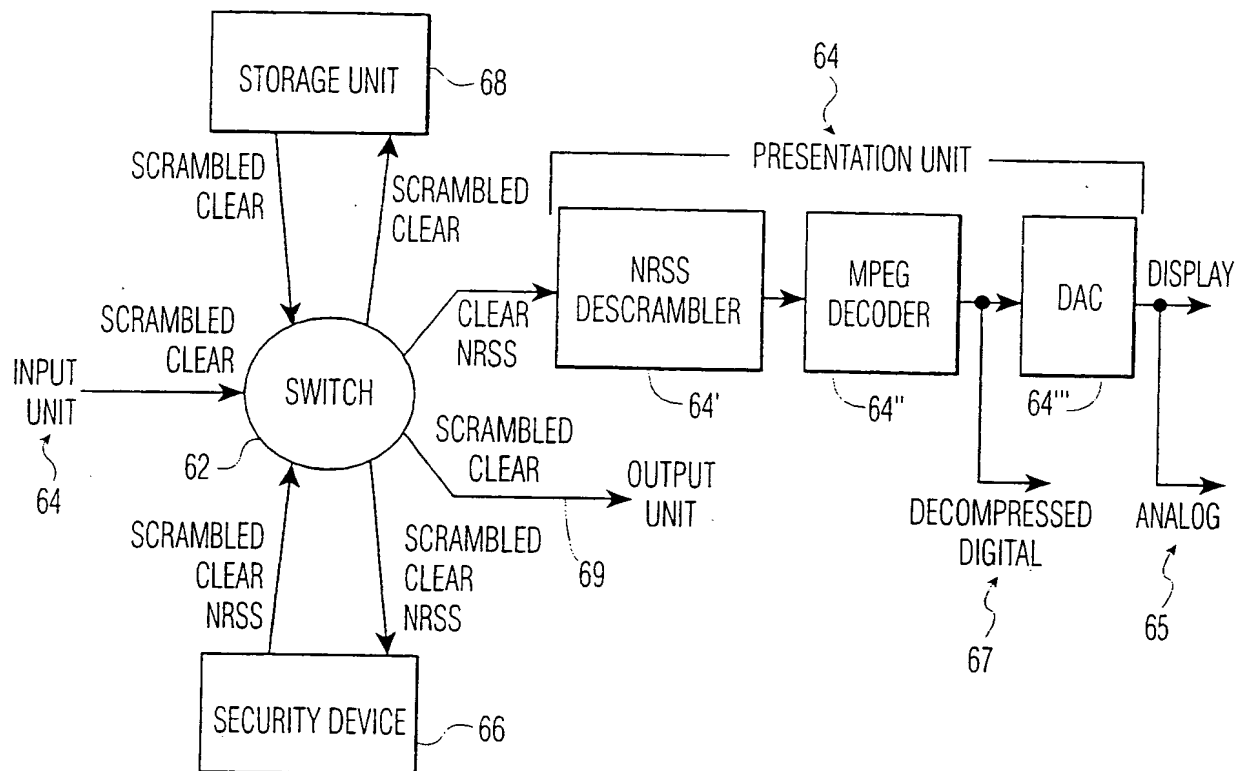 STORAGE UNIT
68
SCRAMBLED
CLEAR
SCRAMBLED
CLEAR
64
PRESENTATION UNIT
NRSS
DESCRAMBLER
64'
MPEG
DECODER
64"
DAC
64'''
DISPLAY
SCRAMBLED
CLEAR
INPUT
UNIT
64
SWITCH
62
CLEAR
NRSS
SCRAMBLED
CLEAR
OUTPUT
UNIT
69
DECOMPRESSED
DIGITAL
67
ANALOG
65
SCRAMBLED
CLEAR
NRSS
SCRAMBLED
CLEAR
NRSS
SECURITY DEVICE
66